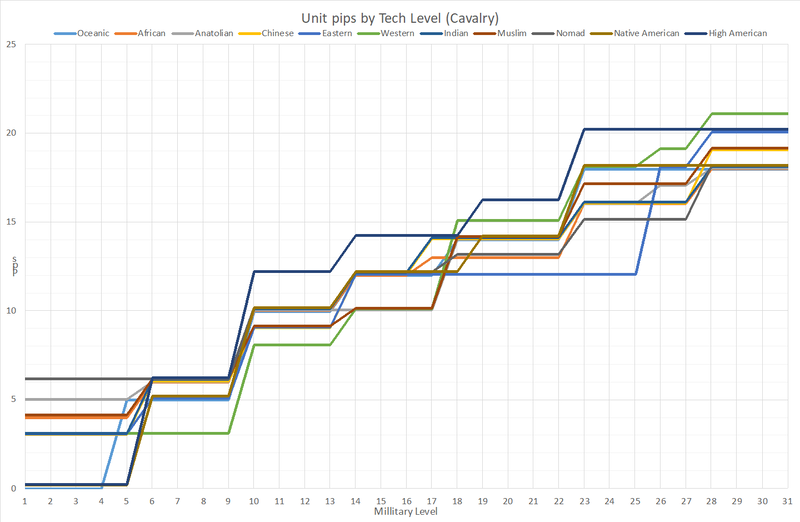 Unit pips by Tech Level (Cavalry)
Oceanic African Anatolian Chinese Eastern Western Indian Muslim Nomad Native American High American
25
20
15
10
5
0
Pips
1 2 3 4 5 6 7 8 9 10 11 12 13 14 15 16 17 18 19 20 21 22 23 24 25 26 27 28 29 30 31
Millitary Level